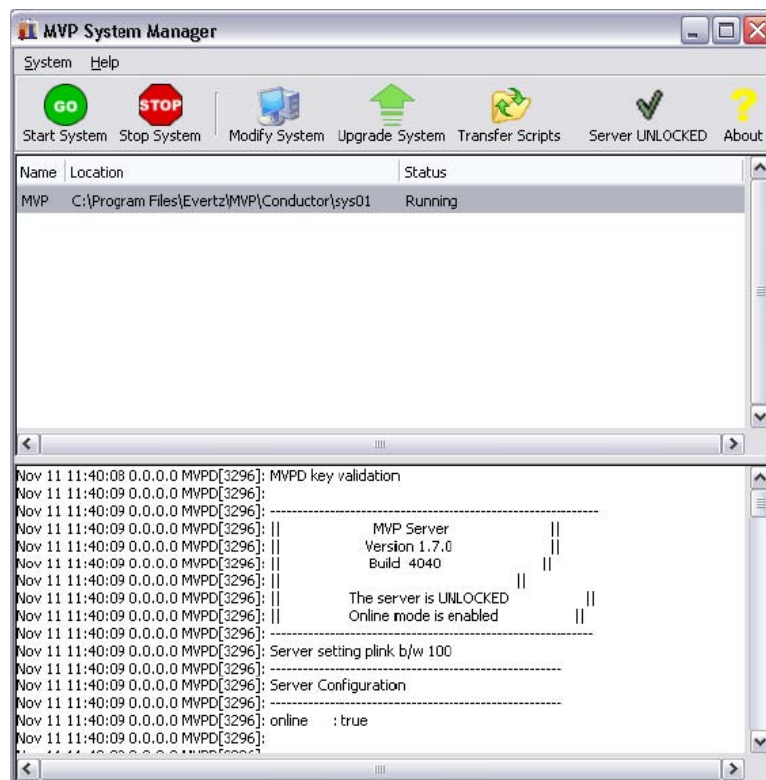 MVP System Manager
System Help
GO STOP ?
Start System Stop System Modify System Upgrade System Transfer Scripts Server UNLOCKED About
Name Location Status
MVP C:\Program Files\Evertz\MVP\Conductor\sys01 Running
Nov 11 11:40:08 0.0.0.0 MVPD[3296]: MVPD key validation
Nov 11 11:40:09 0.0.0.0 MVPD[3296]:
Nov 11 11:40:09 0.0.0.0 MVPD[3296]: -------------------------------------------------------------
Nov 11 11:40:09 0.0.0.0 MVPD[3296]: || MVP Server ||
Nov 11 11:40:09 0.0.0.0 MVPD[3296]: || Version 1.7.0 ||
Nov 11 11:40:09 0.0.0.0 MVPD[3296]: || Build 4040 ||
Nov 11 11:40:09 0.0.0.0 MVPD[3296]: || ||
Nov 11 11:40:09 0.0.0.0 MVPD[3296]: || The server is UNLOCKED ||
Nov 11 11:40:09 0.0.0.0 MVPD[3296]: || Online mode is enabled ||
Nov 11 11:40:09 0.0.0.0 MVPD[3296]: ------------------------------------------------------------
Nov 11 11:40:09 0.0.0.0 MVPD[3296]: Server setting plink b/w 100
Nov 11 11:40:09 0.0.0.0 MVPD[3296]: ------------------------------------------------------
Nov 11 11:40:09 0.0.0.0 MVPD[3296]: Server Configuration
Nov 11 11:40:09 0.0.0.0 MVPD[3296]: ------------------------------------------------------
Nov 11 11:40:09 0.0.0.0 MVPD[3296]: online : true
Nov 11 11:40:09 0.0.0.0 MVPD[3296]: